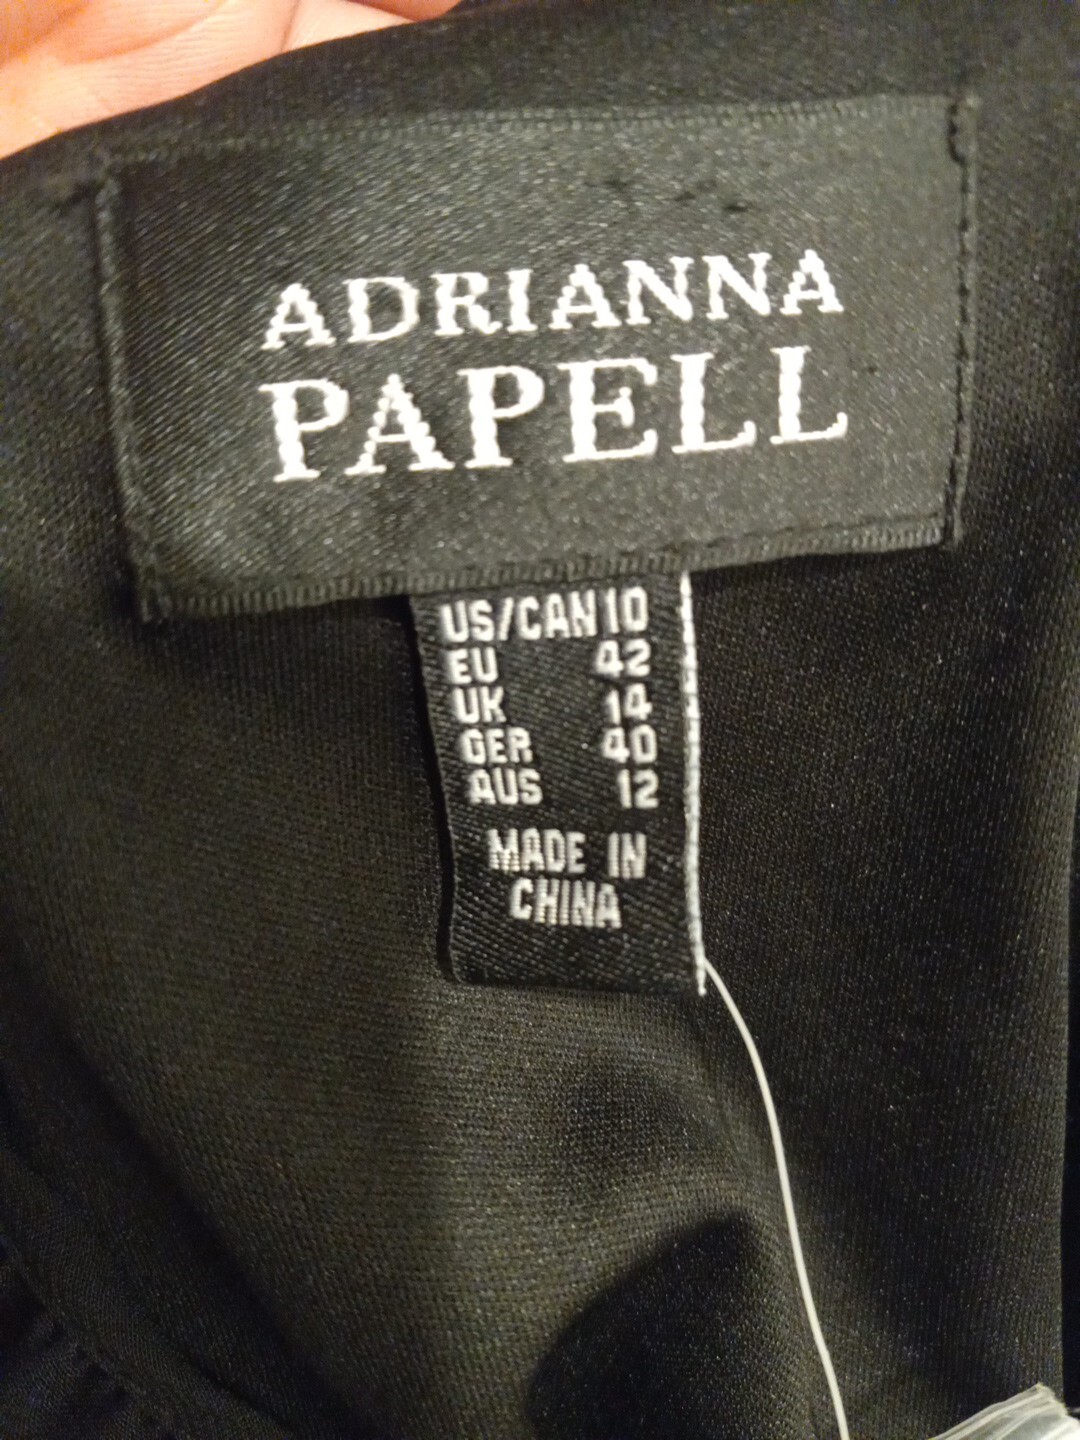 ADRIANNA
PAPELL
US/CAN 10
EU 42
UK 14
GER 40
AUS 12
MADE IN
CHINA